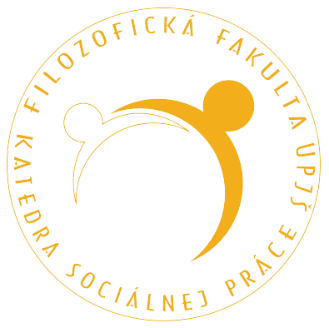 FILOZOFICKÁ FAKULTA UPJŠ
KATEDRA SOCIÁLNEJ PRÁCE